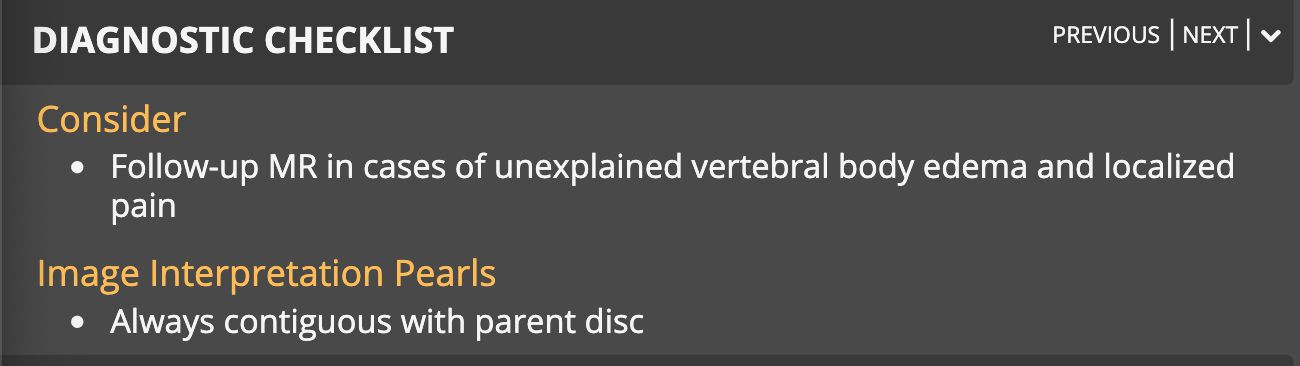 DIAGNOSTIC CHECKLIST
PREVIOUS | NEXT |
Consider
• Follow-up MR in cases of unexplained vertebral body edema and localized
pain
Image Interpretation Pearls
• Always contiguous with parent disc